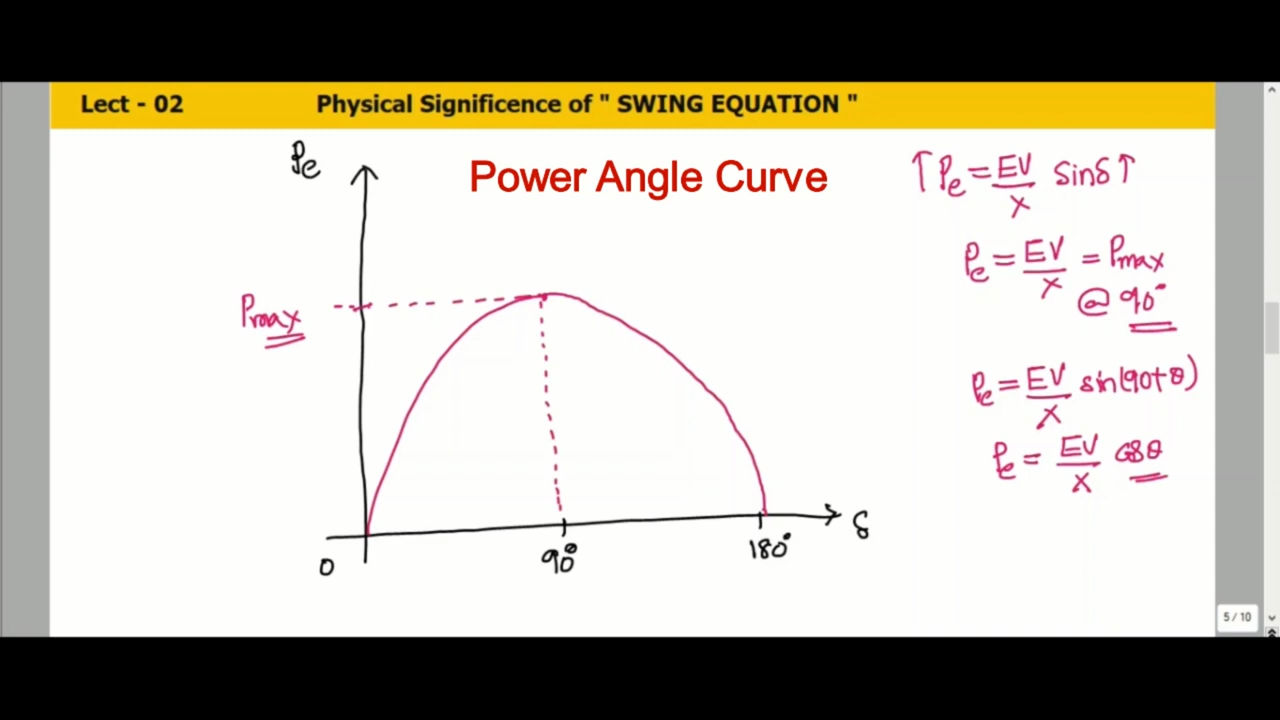 Lect - 02 Physical Significence of " SWING EQUATION "
Pe
Power Angle Curve
↑ Pe = EV/X sinδ ↑
Pe = EV/X = Pmax
@ 90°
Pmax
Pe = EV/X sin(90+θ)
Pe = EV/X cosθ
0
90°
180°
δ
5 / 10